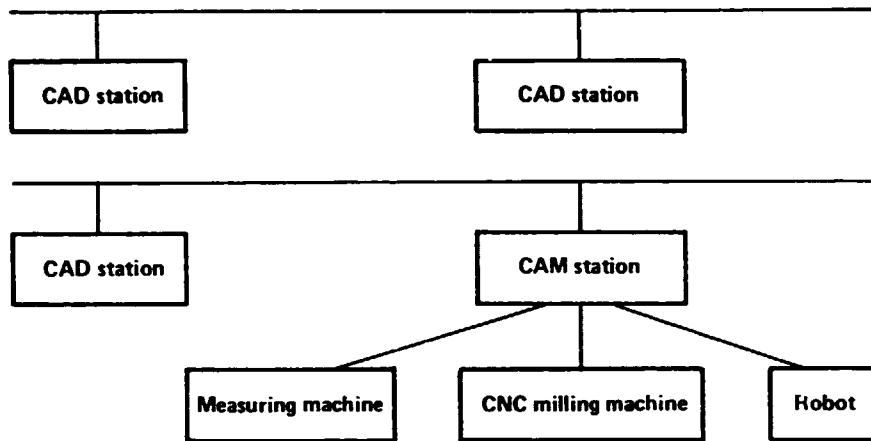 CAD station
CAD station
CAD station
CAM station
Measuring machine
CNC milling machine
Robot